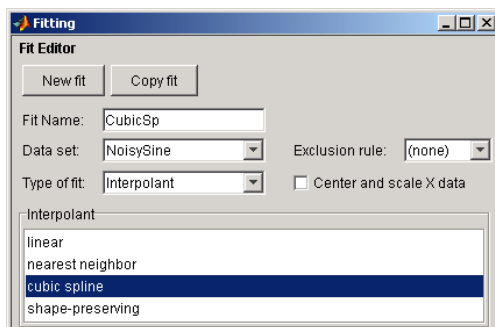 Fitting
Fit Editor
New fit Copy fit
Fit Name: CubicSp
Data set: NoisySine Exclusion rule: (none)
Type of fit: Interpolant Center and scale X data
Interpolant
linear
nearest neighbor
cubic spline
shape-preserving